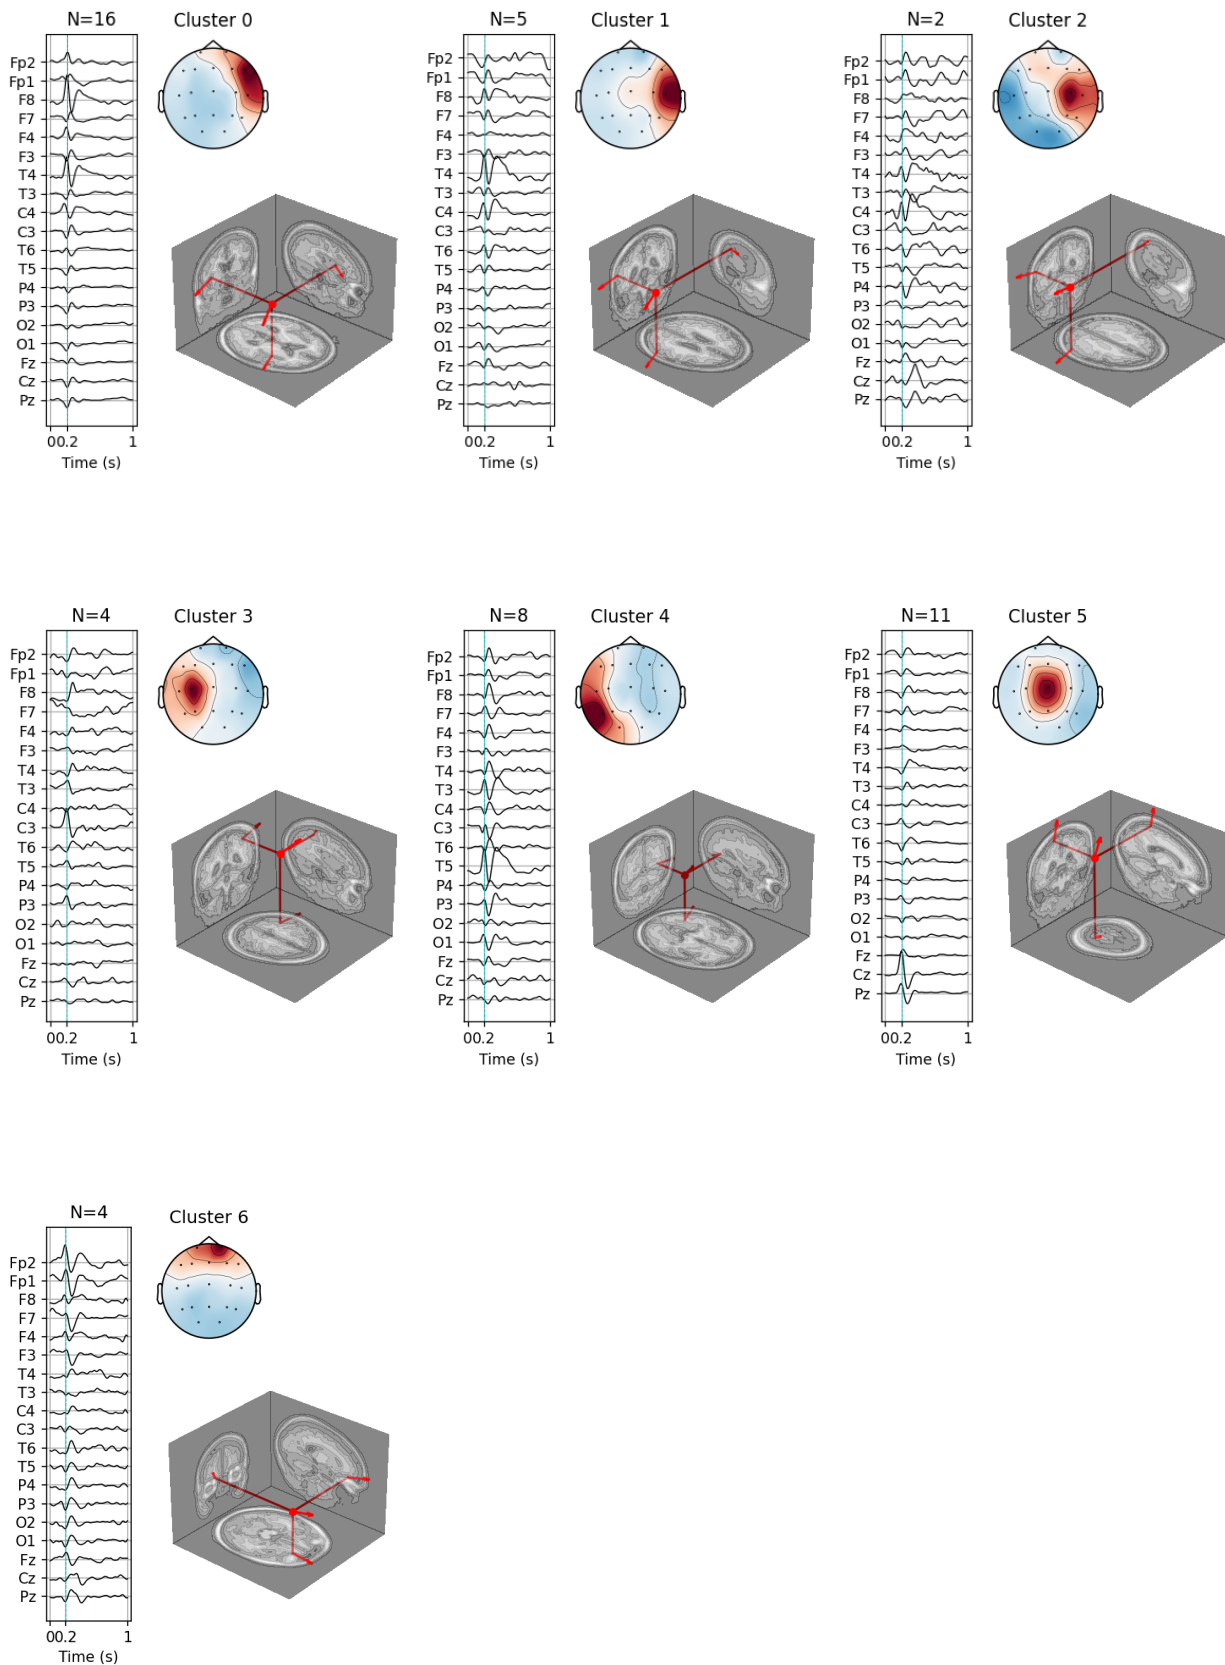 N=16 Cluster 0
Fp2
Fp1
F8
F7
F4
F3
T4
T3
C4
C3
T6
T5
P4
P3
O2
O1
Fz
Cz
Pz
00.2 1
Time (s)
N=5 Cluster 1
Fp2
Fp1
F8
F7
F4
F3
T4
T3
C4
C3
T6
T5
P4
P3
O2
O1
Fz
Cz
Pz
00.2 1
Time (s)
N=2 Cluster 2
Fp2
Fp1
F8
F7
F4
F3
T4
T3
C4
C3
T6
T5
P4
P3
O2
O1
Fz
Cz
Pz
00.2 1
Time (s)
N=4 Cluster 3
Fp2
Fp1
F8
F7
F4
F3
T4
T3
C4
C3
T6
T5
P4
P3
O2
O1
Fz
Cz
Pz
00.2 1
Time (s)
N=8 Cluster 4
Fp2
Fp1
F8
F7
F4
F3
T4
T3
C4
C3
T6
T5
P4
P3
O2
O1
Fz
Cz
Pz
00.2 1
Time (s)
N=11 Cluster 5
Fp2
Fp1
F8
F7
F4
F3
T4
T3
C4
C3
T6
T5
P4
P3
O2
O1
Fz
Cz
Pz
00.2 1
Time (s)
N=4 Cluster 6
Fp2
Fp1
F8
F7
F4
F3
T4
T3
C4
C3
T6
T5
P4
P3
O2
O1
Fz
Cz
Pz
00.2 1
Time (s)